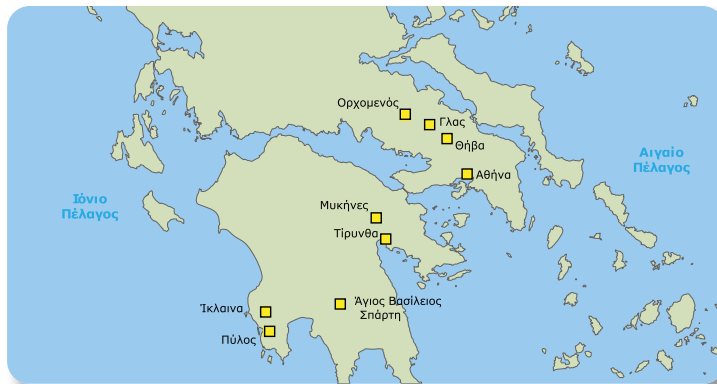 Ορχομενός
Γλας
Θήβα
Αθήνα
Αιγαίο
Πέλαγος
Ιόνιο
Πέλαγος
Μυκήνες
Τίρυνθα
Ίκλαινα
Άγιος Βασίλειος
Σπάρτη
Πύλος